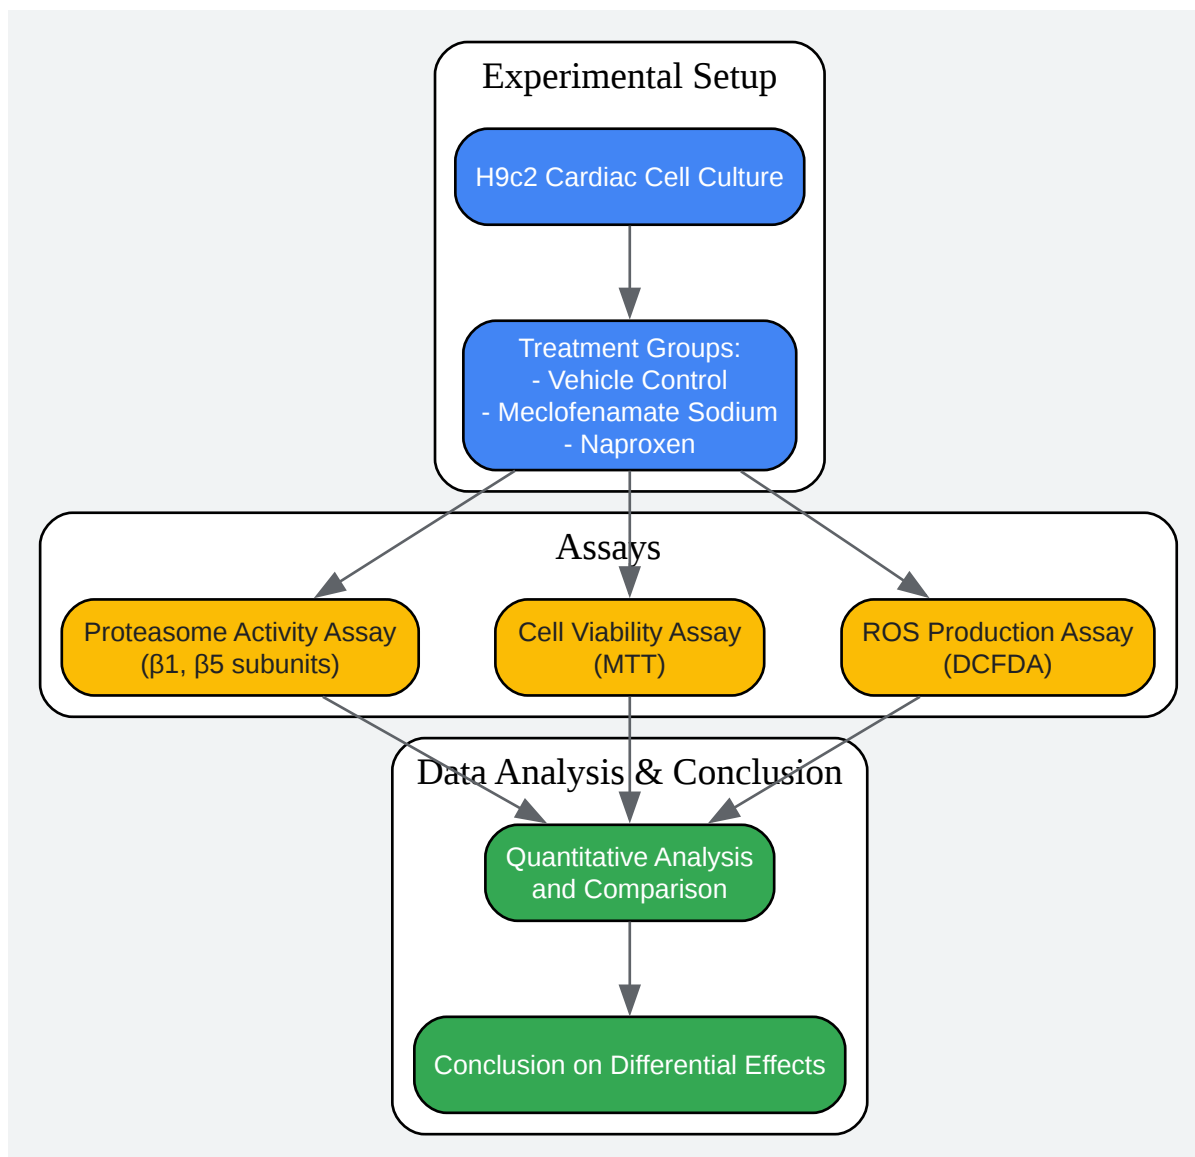 Experimental Setup
H9c2 Cardiac Cell Culture
Treatment Groups:
- Vehicle Control
- Meclofenamate Sodium
- Naproxen
Assays
Proteasome Activity Assay
(β1, β5 subunits)
Cell Viability Assay
(MTT)
ROS Production Assay
(DCFDA)
Data Analysis & Conclusion
Quantitative Analysis
and Comparison
Conclusion on Differential Effects